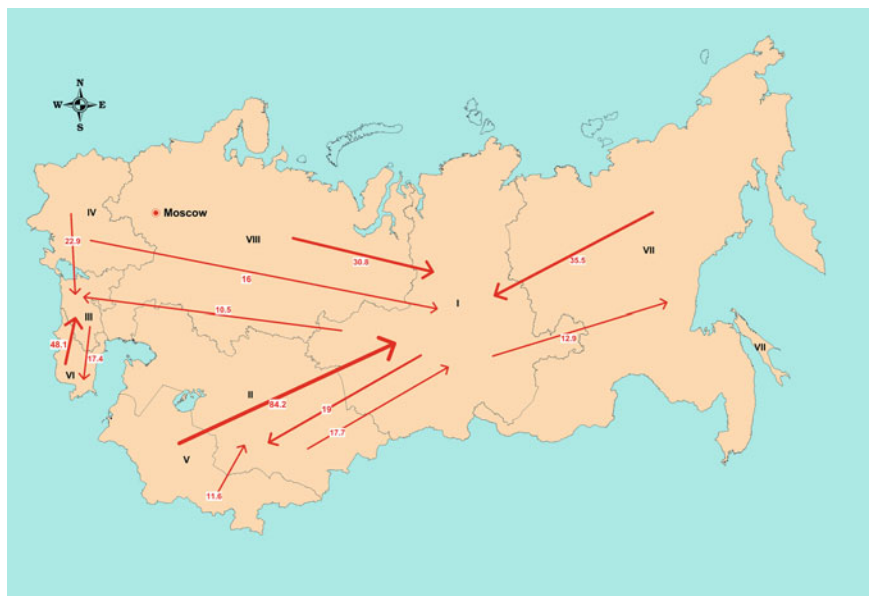 N
W E
S
IV
Moscow
VIII
22.9
30.8
35.5
VII
16
I
10.5
III
12.9
48.1
17.4
VII
VI
II
84.2
19
17.7
V
11.6